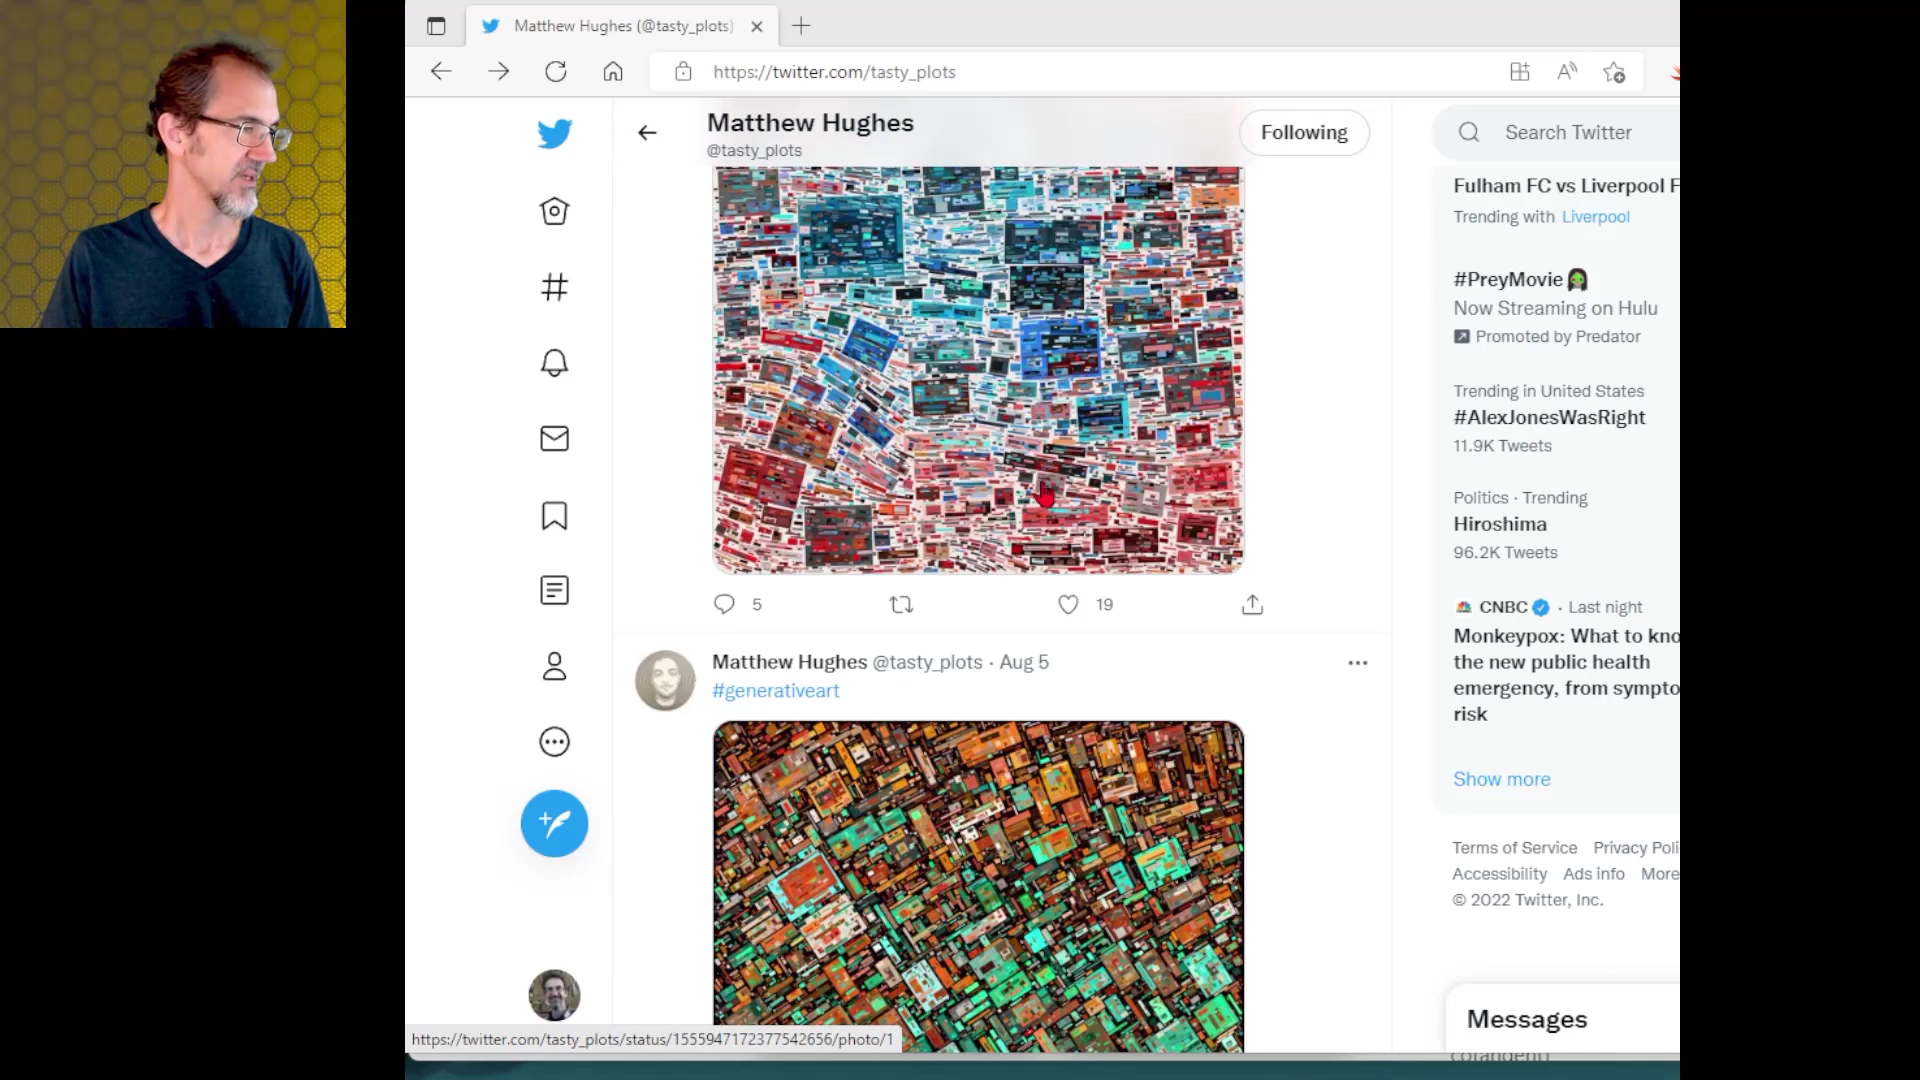 Matthew Hughes (@tasty_plots)
https://twitter.com/tasty_plots
Matthew Hughes
@tasty_plots
Following
Search Twitter
5
19
Matthew Hughes @tasty_plots · Aug 5
#generativeart
Fulham FC vs Liverpool F
Trending with Liverpool
#PreyMovie
Now Streaming on Hulu
Promoted by Predator
Trending in United States
#AlexJonesWasRight
11.9K Tweets
Politics · Trending
Hiroshima
96.2K Tweets
CNBC · Last night
Monkeypox: What to kno
the new public health
emergency, from sympto
risk
Show more
Terms of Service Privacy Poli
Accessibility Ads info More
© 2022 Twitter, Inc.
Messages
https://twitter.com/tasty_plots/status/1555947172377542656/photo/1